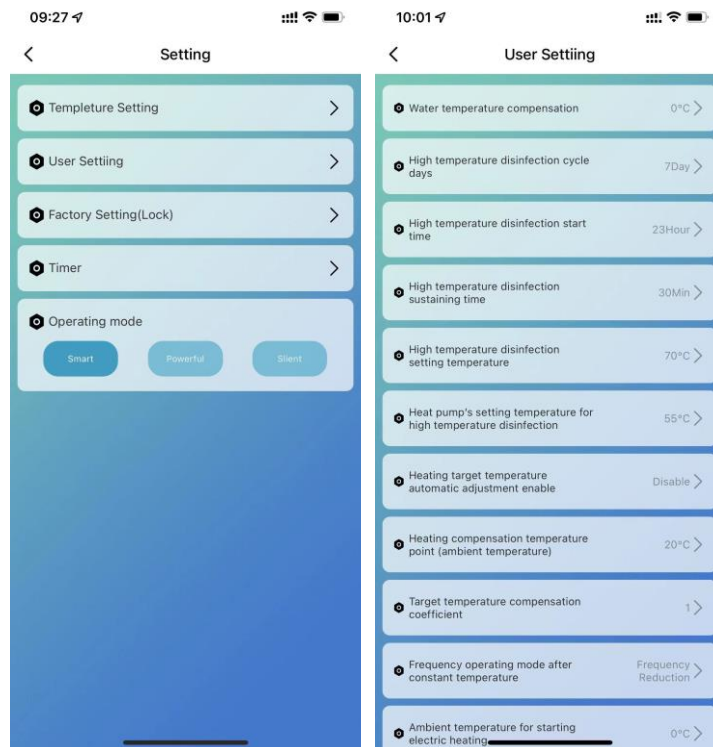 09:27
Setting
Templeture Setting
User Settiing
Factory Setting(Lock)
Timer
Operating mode
Smart
Powerful
Slient
10:01
User Settiing
Water temperature compensation
0°C
High temperature disinfection cycle
days
7Day
High temperature disinfection start
time
23Hour
High temperature disinfection
sustaining time
30Min
High temperature disinfection
setting temperature
70°C
Heat pump's setting temperature for
high temperature disinfection
55°C
Heating target temperature
automatic adjustment enable
Disable
Heating compensation temperature
point (ambient temperature)
20°C
Target temperature compensation
coefficient
1
Frequency operating mode after
constant temperature
Frequency
Reduction
Ambient temperature for starting
electric heating
0°C